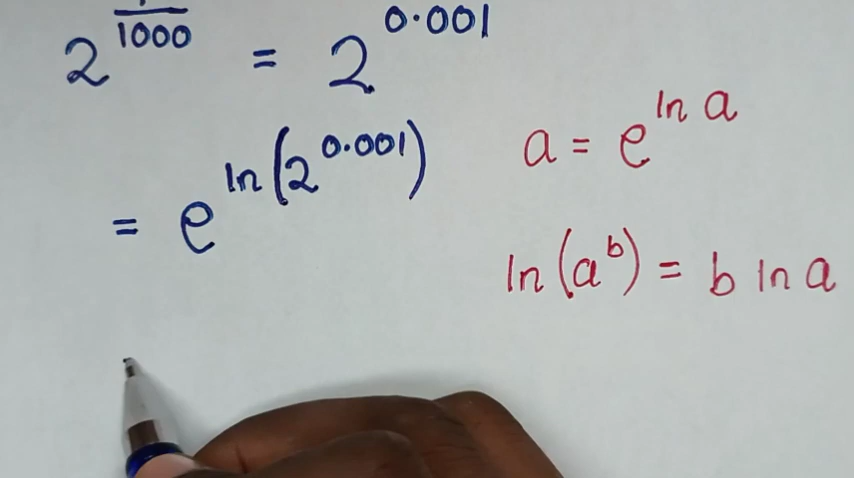 2^(1/1000) = 2^0.001
= e^ln(2^0.001)
a = e^ln a
ln(a^b) = b ln a